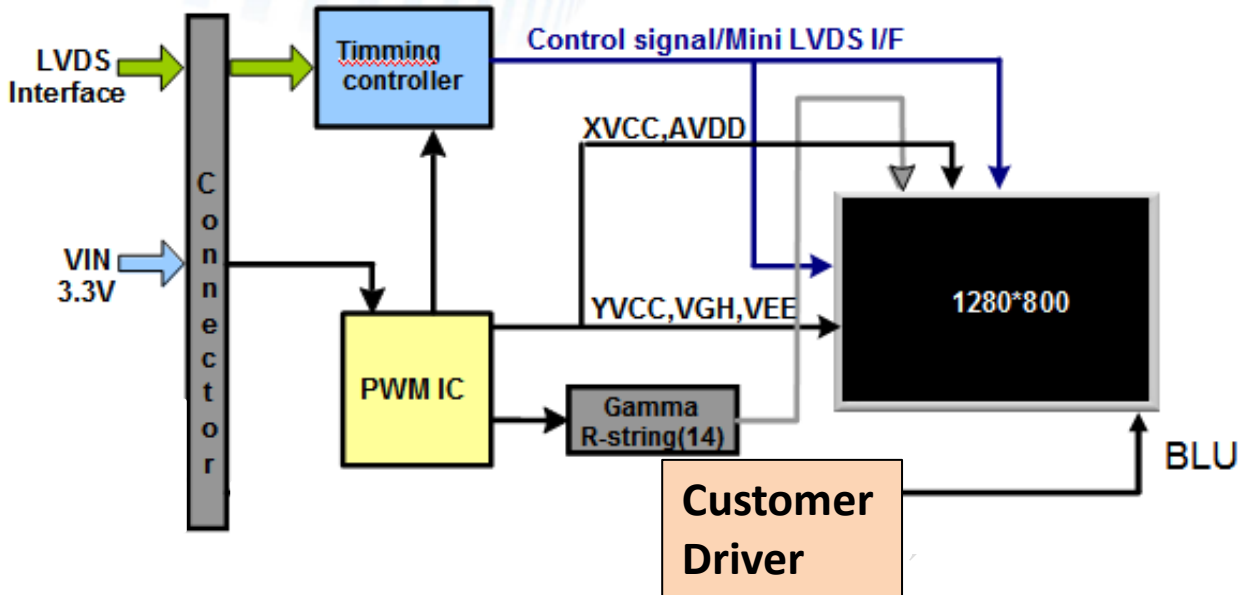 LVDS
Interface
Connector
Timming
controller
Control signal/Mini LVDS I/F
XVCC,AVDD
VIN
3.3V
YVCC,VGH,VEE
1280*800
PWM IC
Gamma
R-string(14)
BLU
Customer
Driver